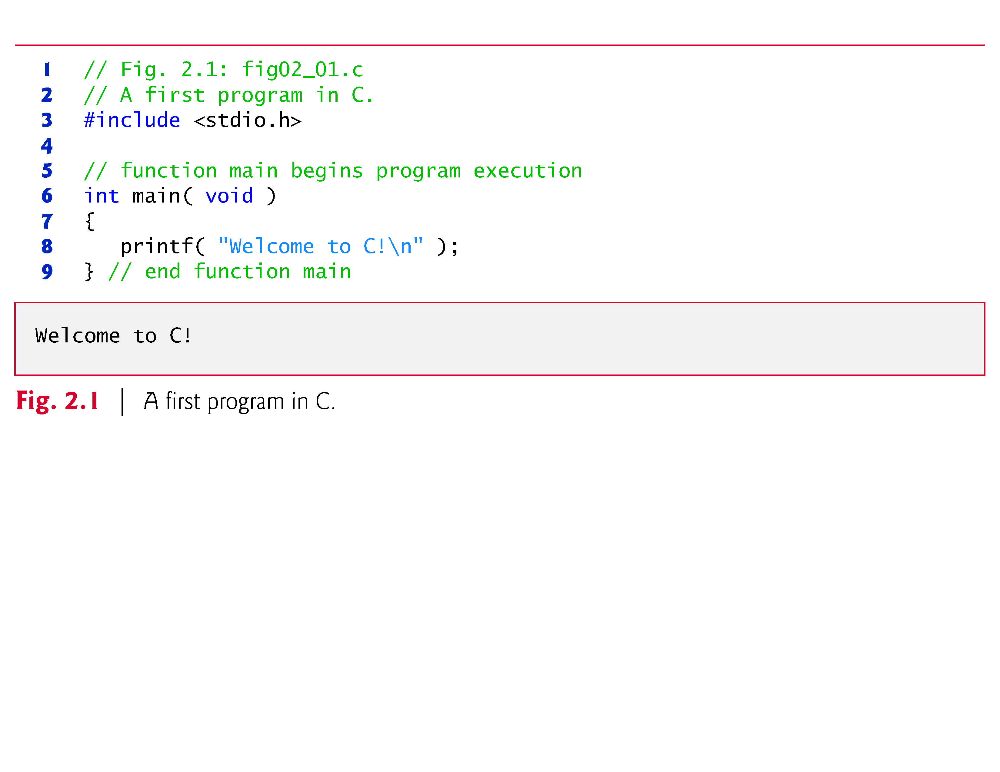 1 // Fig. 2.1: fig02_01.c
2 // A first program in C.
3 #include <stdio.h>
4
5 // function main begins program execution
6 int main( void )
7 {
8    printf( "Welcome to C!\n" );
9 } // end function main
Welcome to C!
Fig. 2.1 | A first program in C.